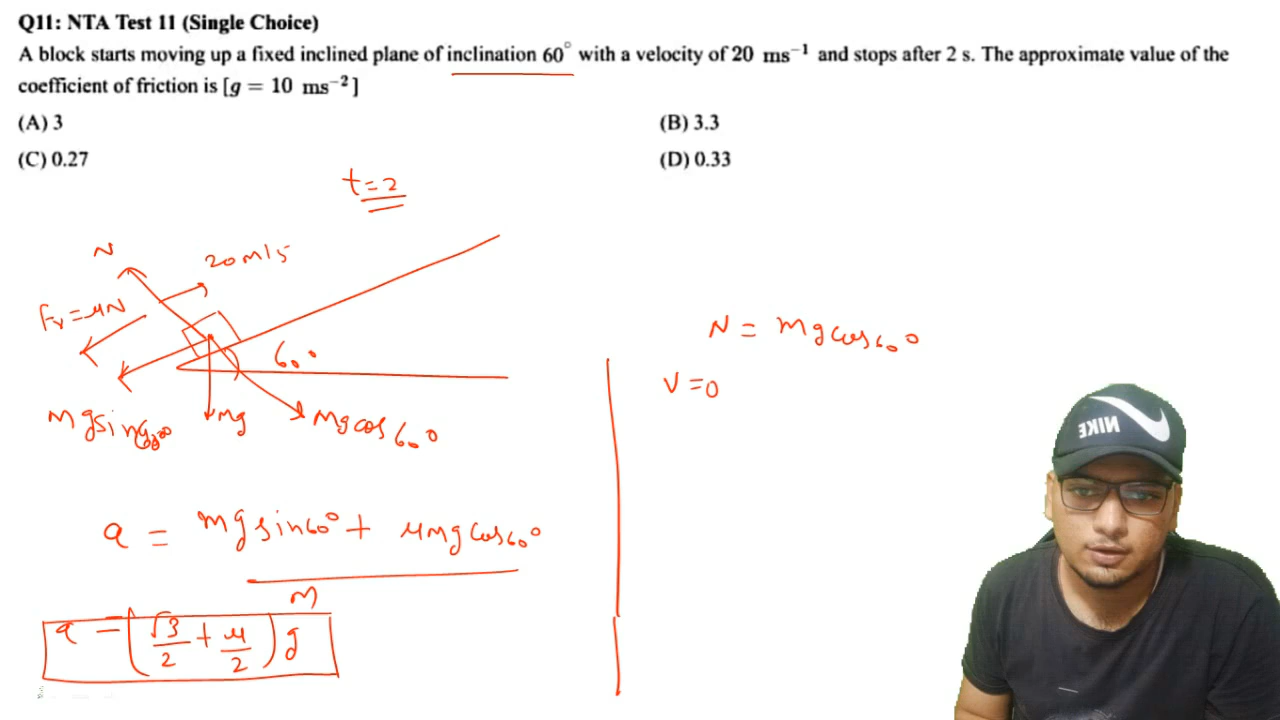 Q11: NTA Test 11 (Single Choice)
A block starts moving up a fixed inclined plane of inclination 60° with a velocity of 20 ms⁻¹ and stops after 2 s. The approximate value of the
coefficient of friction is [g = 10 ms⁻²]
(A) 3
(B) 3.3
(C) 0.27
(D) 0.33
t=2
N
20m/s
Fr=μN
60°
N = mgcos60°
V=0
NIKE
mgsin60°
mg
mgcos60°
a = mgsin60° + μmgcos60°
m
a = (√3/2 + μ/2) g